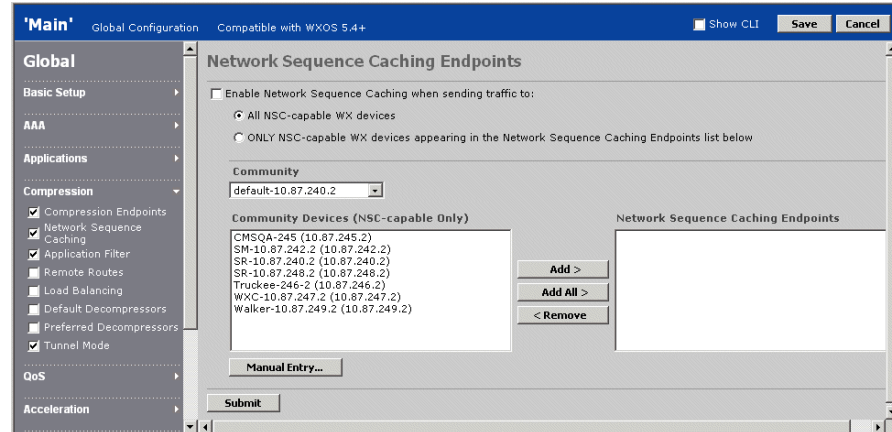 'Main' Global Configuration Compatible with WXOS 5.4+ Show CLI Save Cancel
Global
Basic Setup
AAA
Applications
Compression
Compression Endpoints
Network Sequence
Caching
Application Filter
Remote Routes
Load Balancing
Default Decompressors
Preferred Decompressors
Tunnel Mode
QoS
Acceleration
Network Sequence Caching Endpoints
Enable Network Sequence Caching when sending traffic to:
All NSC-capable WX devices
ONLY NSC-capable WX devices appearing in the Network Sequence Caching Endpoints list below
Community
default-10.87.240.2
Community Devices (NSC-capable Only)
CMSQA-245 (10.87.245.2)
SM-10.87.242.2 (10.87.242.2)
SR-10.87.240.2 (10.87.240.2)
SR-10.87.248.2 (10.87.248.2)
Truckee-246-2 (10.87.246.2)
WXC-10.87.247.2 (10.87.247.2)
Walker-10.87.249.2 (10.87.249.2)
Add >
Add All >
< Remove
Network Sequence Caching Endpoints
Manual Entry...
Submit